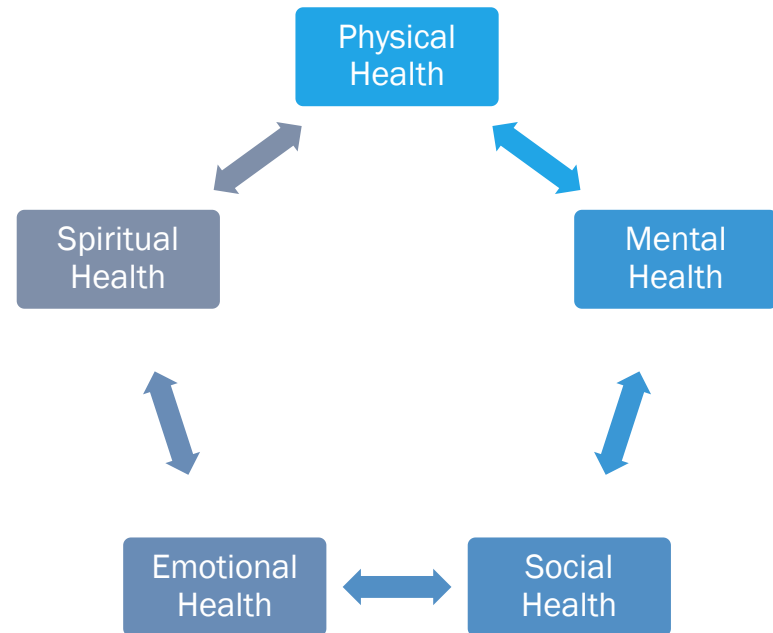 Physical
Health
Spiritual
Health
Mental
Health
Emotional
Health
Social
Health